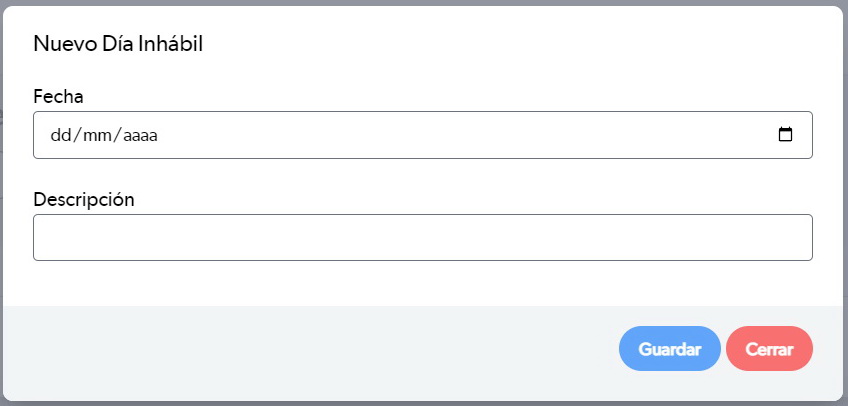 Nuevo Día Inhábil
Fecha
dd/mm/aaaa
Descripción
Guardar Cerrar